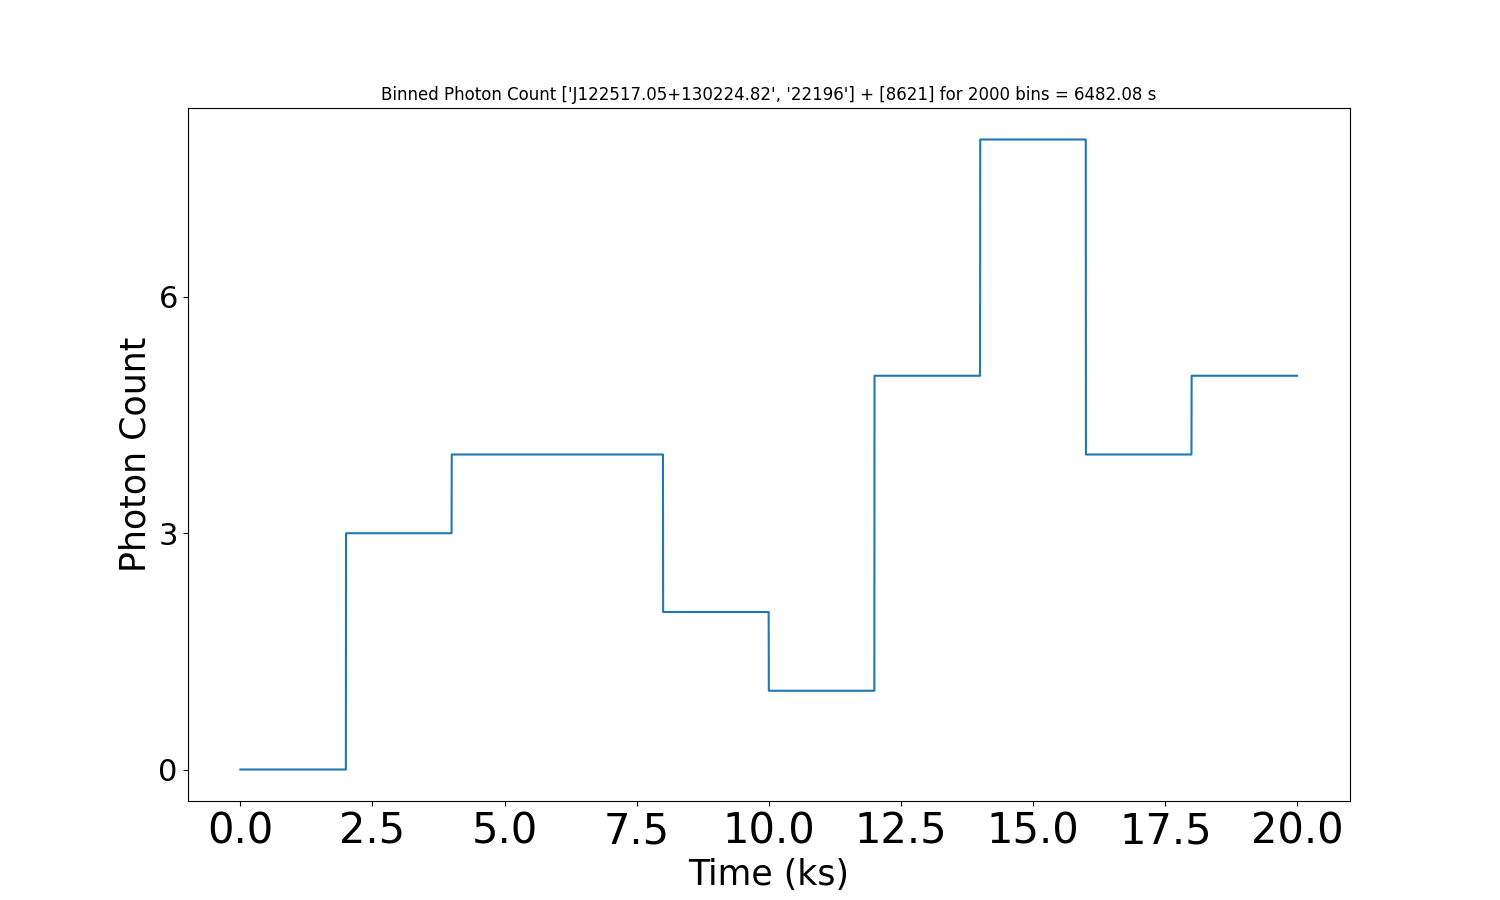 Binned Photon Count ['J122517.05+130224.82', '22196'] + [8621] for 2000 bins = 6482.08 s
Photon Count
6
3
0
0.0 2.5 5.0 7.5 10.0 12.5 15.0 17.5 20.0
Time (ks)